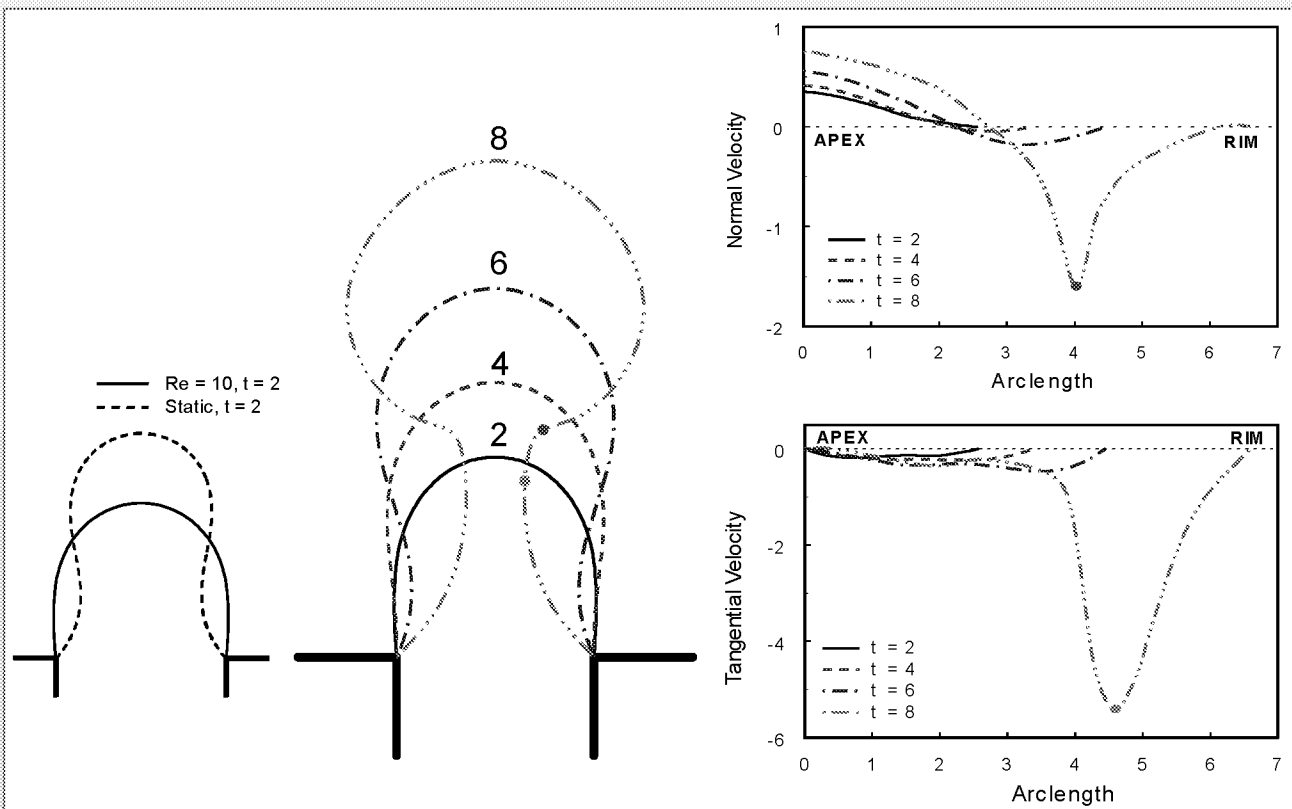 Re = 10, t = 2
Static, t = 2
8
6
4
2
1
0
-1
-2
Normal Velocity
APEX
RIM
t = 2
t = 4
t = 6
t = 8
0 1 2 3 4 5 6 7
Arclength
0
-2
-4
-6
Tangential Velocity
APEX
RIM
t = 2
t = 4
t = 6
t = 8
0 1 2 3 4 5 6 7
Arclength